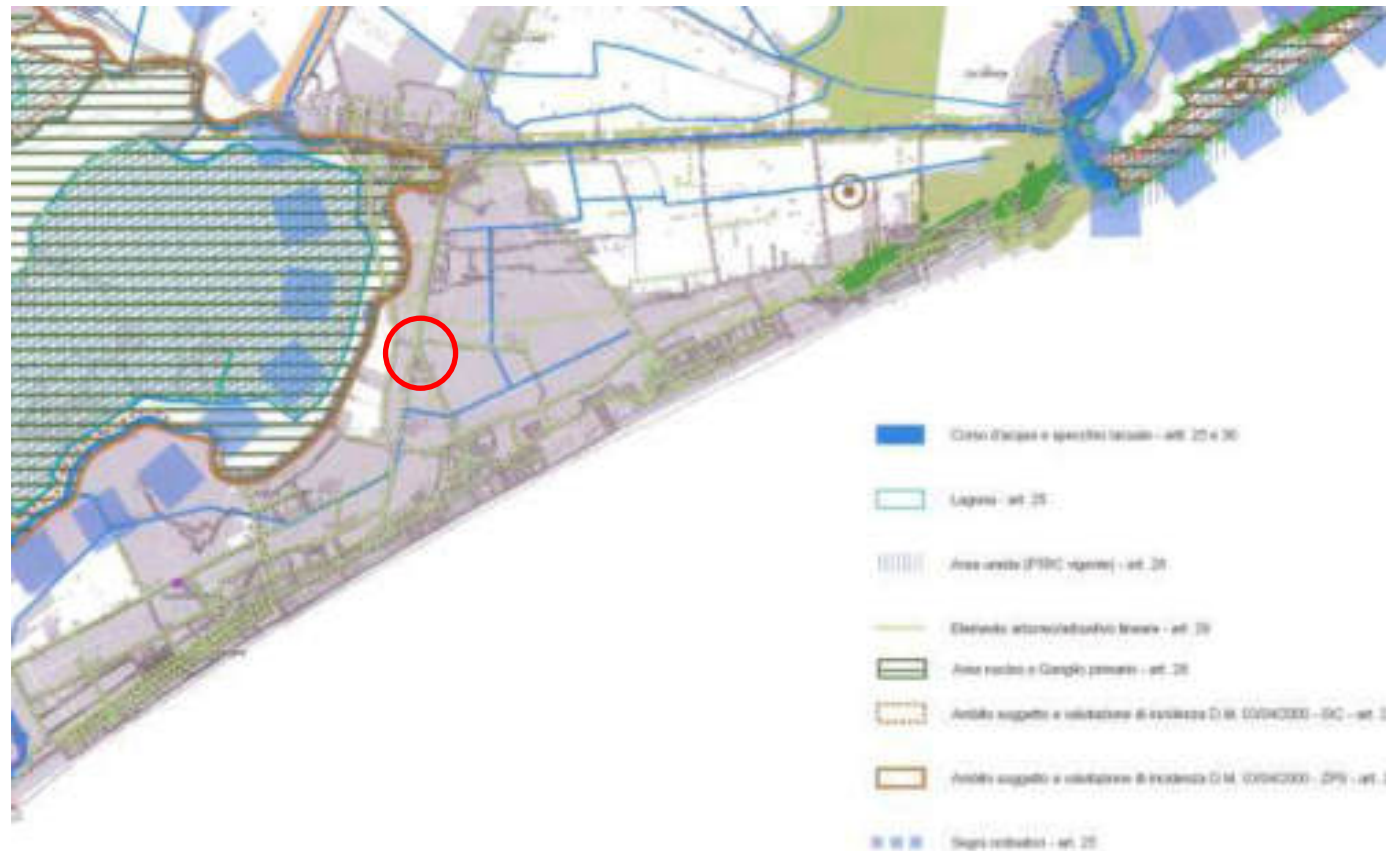 Corso d'acqua e specchio lacuale - artt. 25 e 30
Laguna - art. 25
Area umida (PTRC vigente) - art. 28
Elemento arboreo/arbustivo lineare - art. 29
Area nucleo o Ganglio primario - art. 28
Ambito soggetto a valutazione di incidenza D.M. 03/04/2000 - SIC - art.
Ambito soggetto a valutazione di incidenza D.M. 03/04/2000 - ZPS - art.
Segni ordinatori - art. 25